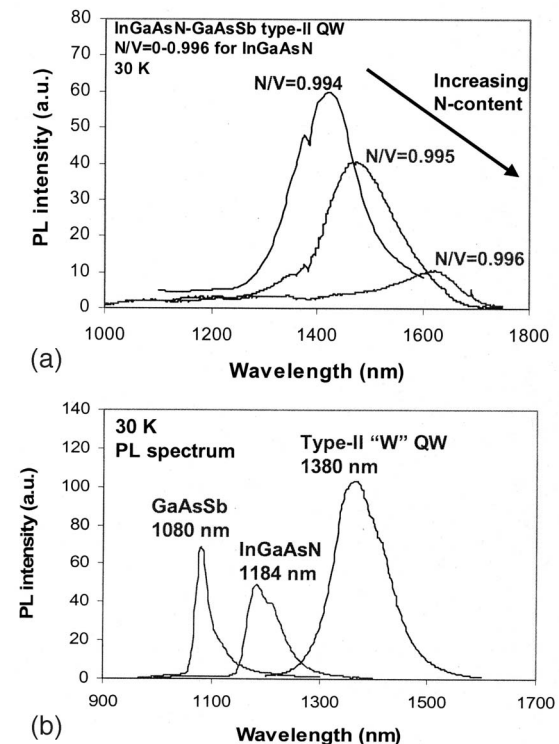 InGaAsN-GaAsSb type-II QW
N/V=0-0.996 for InGaAsN
30 K
N/V=0.994
Increasing
N-content
N/V=0.995
N/V=0.996
PL intensity (a.u.)
80
70
60
50
40
30
20
10
0
1000 1200 1400 1600 1800
Wavelength (nm)
(a)
30 K
PL spectrum
Type-II "W" QW
1380 nm
GaAsSb
1080 nm
InGaAsN
1184 nm
PL intensity (a.u.)
140
120
100
80
60
40
20
0
900 1100 1300 1500 1700
Wavelength (nm)
(b)